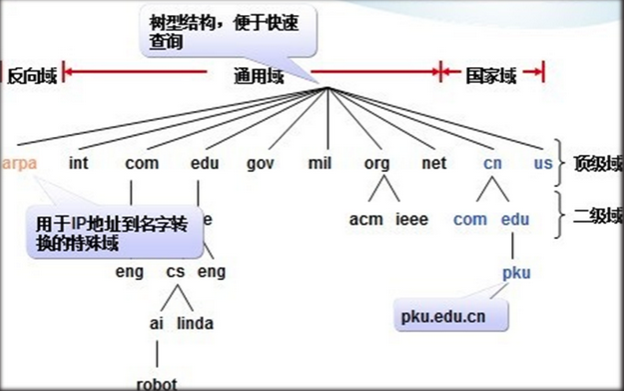 树型结构，便于快速
查询
反向域 通用域 国家域
arpa int com edu gov mil org net cn us 顶级域
用于IP地址到名字转
换的特殊域
acm ieee com edu 二级域
eng cs eng pku
ai linda pku.edu.cn
robot